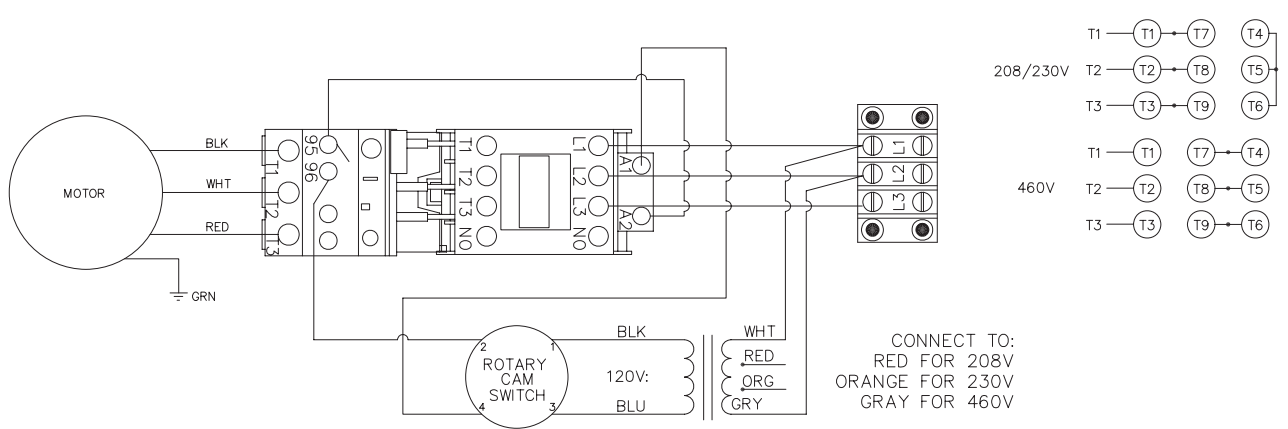 MOTOR
BLK
WHT
RED
GRN
T1
T2
T3
95
96
T1
T2
T3
NO
L1
L2
L3
NO
A1
A2
L1
L2
L3
2
1
4
3
ROTARY
CAM
SWITCH
BLK
120V:
BLU
WHT
RED
ORG
GRY
CONNECT TO:
RED FOR 208V
ORANGE FOR 230V
GRAY FOR 460V
208/230V
T1 T1 T7 T4
T2 T2 T8 T5
T3 T3 T9 T6
460V
T1 T1 T7 T4
T2 T2 T8 T5
T3 T3 T9 T6